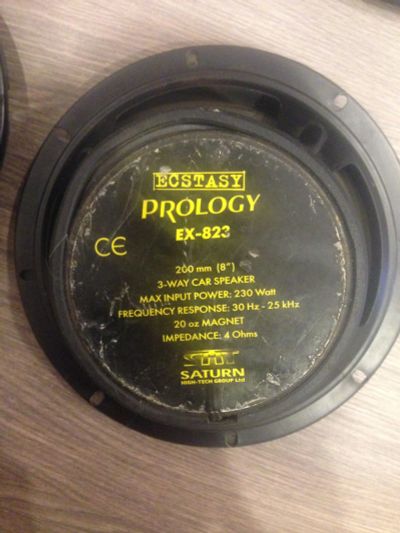 ECSTASY
PROLOGY
EX-823
CE
200 mm (8")
3-WAY CAR SPEAKER
MAX INPUT POWER: 230 Watt
FREQUENCY RESPONSE: 30 Hz - 25 kHz
20 oz MAGNET
IMPEDANCE: 4 Ohms
SATURN
HIGH-TECH GROUP Ltd